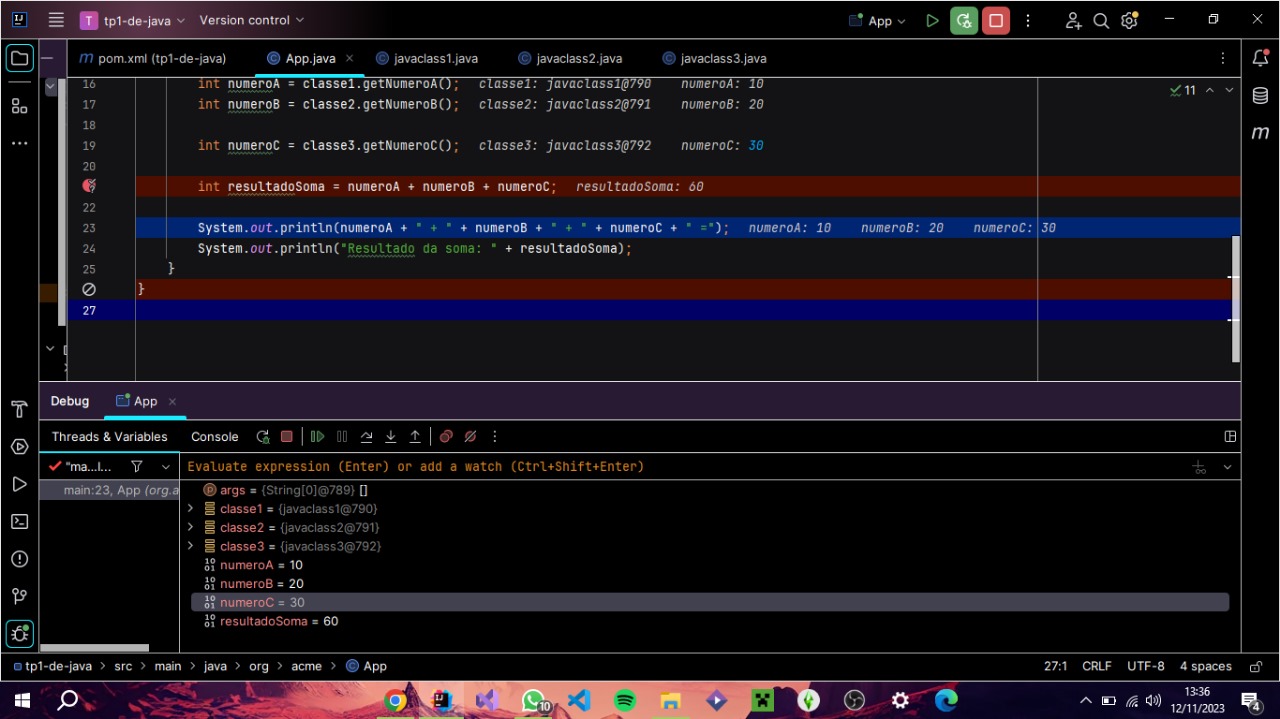 T tp1-de-java Version control App
m pom.xml (tp1-de-java) App.java javaclass1.java javaclass2.java javaclass3.java
16 int numeroA = classe1.getNumeroA(); classe1: javaclass1@790 numeroA: 10
11
17 int numeroB = classe2.getNumeroB(); classe2: javaclass2@791 numeroB: 20
18
19 int numeroC = classe3.getNumeroC(); classe3: javaclass3@792 numeroC: 30
20
int resultadoSoma = numeroA + numeroB + numeroC; resultadoSoma: 60
22
23 System.out.println(numeroA + " + " + numeroB + " + " + numeroC + " ="); numeroA: 10 numeroB: 20 numeroC: 30
24 System.out.println("Resultado da soma: " + resultadoSoma);
25 }
}
27
Debug App
Threads & Variables Console
"ma...l... Evaluate expression (Enter) or add a watch (Ctrl+Shift+Enter)
main:23, App (org.a
args = {String[0]@789} []
classe1 = {javaclass1@790}
classe2 = {javaclass2@791}
classe3 = {javaclass3@792}
numeroA = 10
numeroB = 20
numeroC = 30
resultadoSoma = 60
tp1-de-java > src > main > java > org > acme > App 27:1 CRLF UTF-8 4 spaces
10
13:36
12/11/2023
4